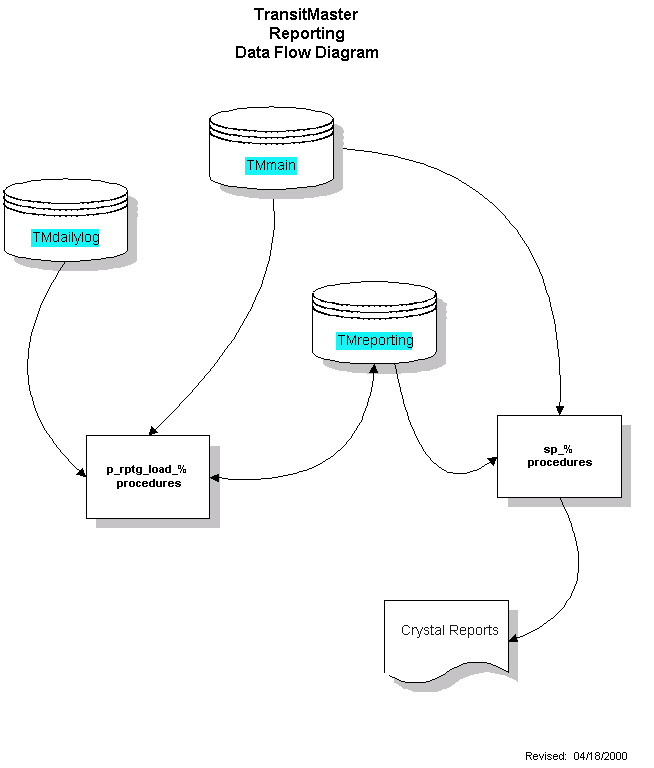 TransitMaster
Reporting
Data Flow Diagram
TMmain
TMdailylog
TMreporting
p_rptg_load_%
procedures
sp_%
procedures
Crystal Reports
Revised: 04/18/2000